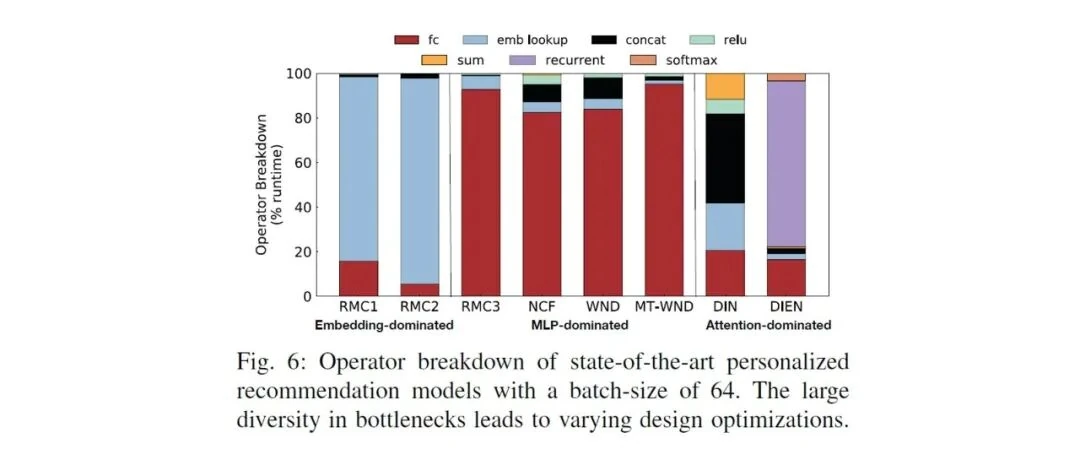 fc emb lookup concat relu
sum recurrent softmax
Operator Breakdown
(% runtime)
100
80
60
40
20
0
RMC1 RMC2 RMC3 NCF WND MT-WND DIN DIEN
Embedding-dominated MLP-dominated Attention-dominated
Fig. 6: Operator breakdown of state-of-the-art personalized
recommendation models with a batch-size of 64. The large
diversity in bottlenecks leads to varying design optimizations.